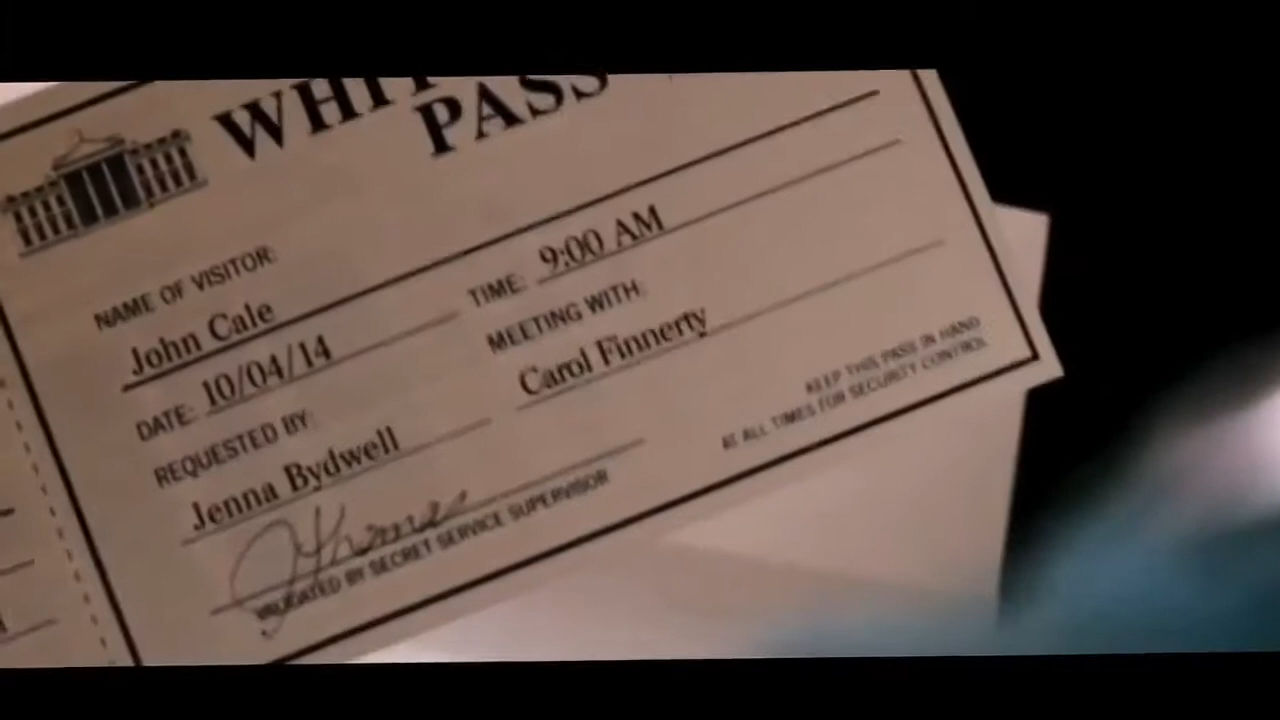 WHIT
PASS
NAME OF VISITOR:
John Cale
DATE: 10/04/14
TIME: 9:00 AM
REQUESTED BY:
Jenna Bydwell
MEETING WITH:
Carol Finnerty
JThomas
VALIDATED BY SECRET SERVICE SUPERVISOR
KEEP THIS PASS IN HAND
AT ALL TIMES FOR SECURITY CONTROL